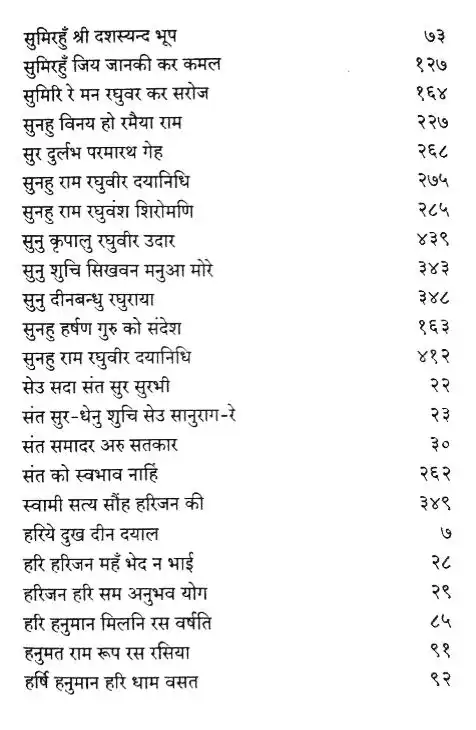 सुमिरहुँ श्री दशस्यन्द भूप ७३
सुमिरहुँ जिय जानकी कर कमल १२७
सुमिरि रे मन रघुवर कर सरोज १६४
सुनहु विनय हो रमैया राम २२७
सुर दुर्लभ परमारथ गेह २६८
सुनहु राम रघुवीर दयानिधि २७५
सुनहु राम रघुवंश शिरोमणि २८५
सुनु कृपालु रघुवीर उदार ४३९
सुनु शुचि सिखवन मनुआ मोरे ३४३
सुनु दीनबन्धु रघुराया ३४८
सुनहु हर्षण गुरु को संदेश १६३
सुनहु राम रघुवीर दयानिधि ४१२
सेउ सदा संत सुर सुरभी २२
संत सुर-धेनु शुचि सेउ सानुराग-रे २३
संत समादर अरु सतकार ३०
संत को स्वभाव नाहिं २६२
स्वामी सत्य सौंह हरिजन की ३४९
हरिये दुख दीन दयाल ७
हरि हरिजन महँ भेद न भाई २८
हरिजन हरि सम अनुभव योग २९
हरि हनुमान मिलनि रस वर्षति ८५
हनुमत राम रूप रस रसिया ९१
हर्षि हनुमान हरि धाम वसत ९२